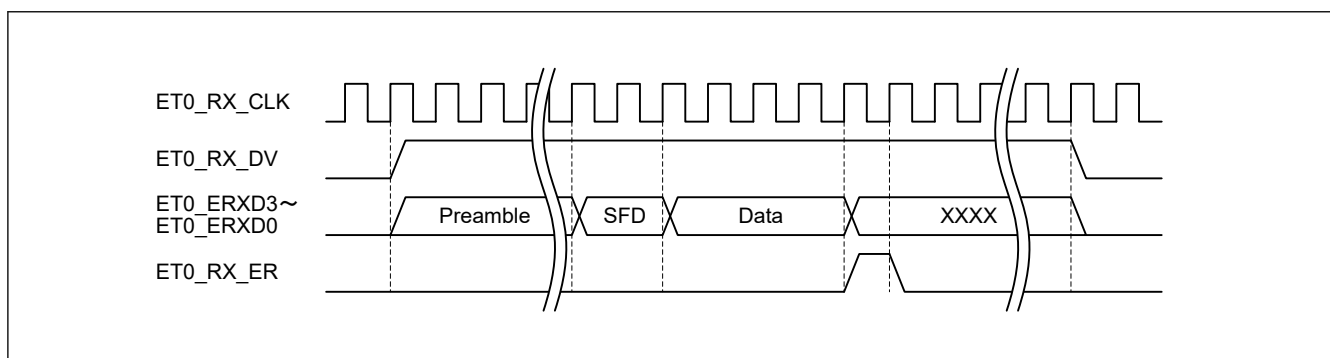 ET0_RX_CLK
ET0_RX_DV
ET0_ERXD3～
ET0_ERXD0
Preamble
SFD
Data
XXXX
ET0_RX_ER